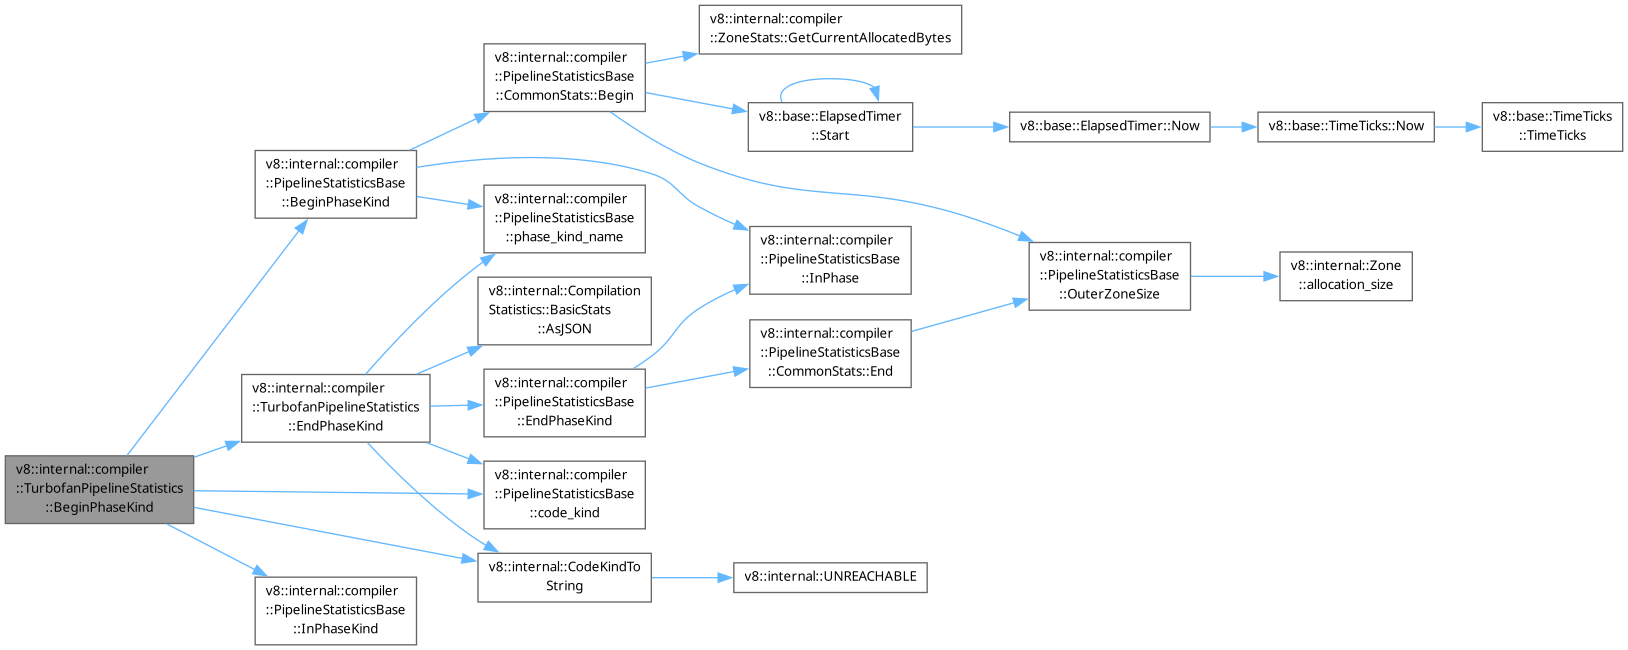 v8::internal::compiler
::ZoneStats::GetCurrentAllocatedBytes
v8::internal::compiler
::PipelineStatisticsBase
::CommonStats::Begin
v8::base::ElapsedTimer
::Start
v8::base::ElapsedTimer::Now
v8::base::TimeTicks::Now
v8::base::TimeTicks
::TimeTicks
v8::internal::compiler
::PipelineStatisticsBase
::BeginPhaseKind
v8::internal::compiler
::PipelineStatisticsBase
::phase_kind_name
v8::internal::compiler
::PipelineStatisticsBase
::InPhase
v8::internal::compiler
::PipelineStatisticsBase
::OuterZoneSize
v8::internal::Zone
::allocation_size
v8::internal::Compilation
Statistics::BasicStats
::AsJSON
v8::internal::compiler
::PipelineStatisticsBase
::CommonStats::End
v8::internal::compiler
::TurbofanPipelineStatistics
::EndPhaseKind
v8::internal::compiler
::PipelineStatisticsBase
::EndPhaseKind
v8::internal::compiler
::TurbofanPipelineStatistics
::BeginPhaseKind
v8::internal::compiler
::PipelineStatisticsBase
::code_kind
v8::internal::CodeKindTo
String
v8::internal::UNREACHABLE
v8::internal::compiler
::PipelineStatisticsBase
::InPhaseKind